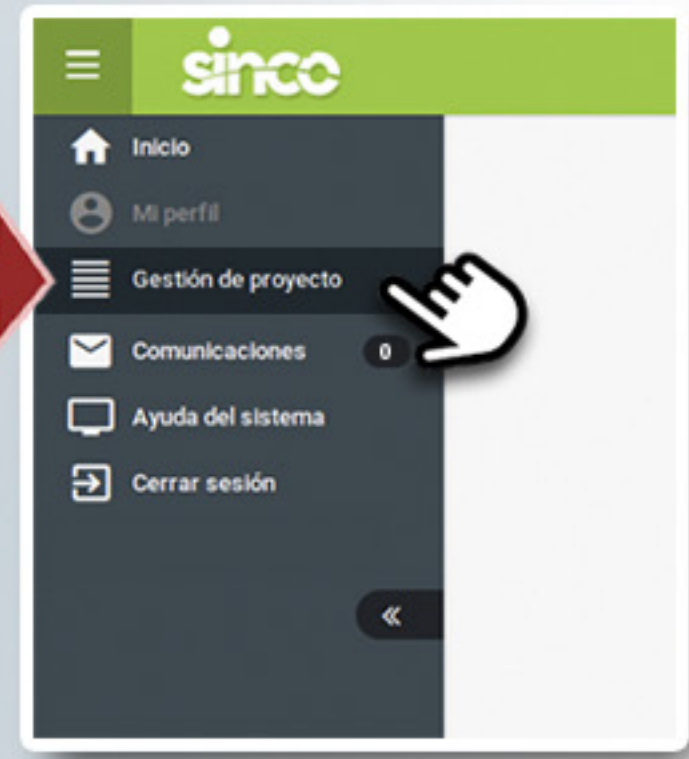 sinco
Inicio
Mi perfil
Gestión de proyecto
Comunicaciones 0
Ayuda del sistema
Cerrar sesión
«